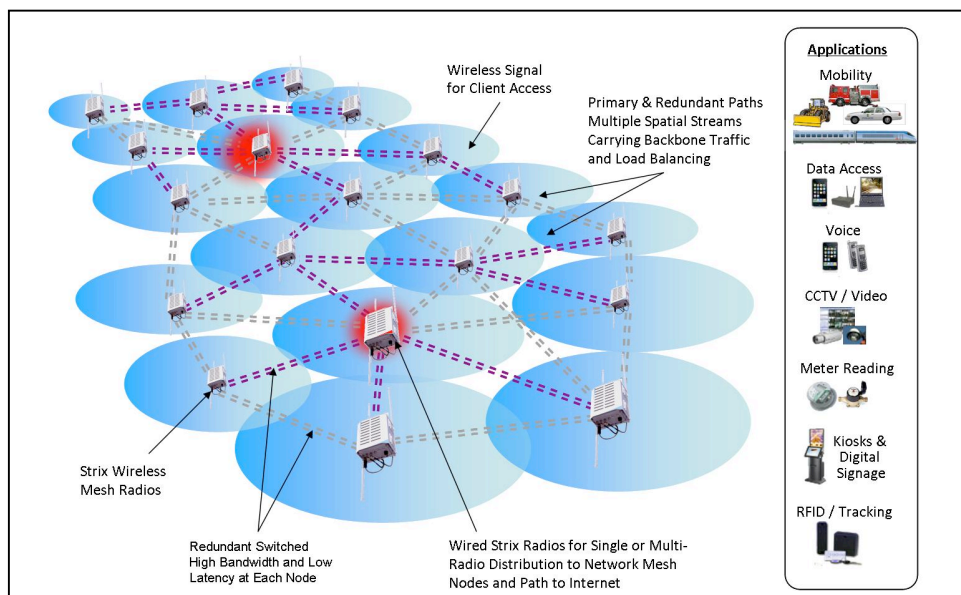 Wireless Signal
for Client Access
Primary & Redundant Paths
Multiple Spatial Streams
Carrying Backbone Traffic
and Load Balancing
Strix Wireless
Mesh Radios
Redundant Switched
High Bandwidth and Low
Latency at Each Node
Wired Strix Radios for Single or Multi-
Radio Distribution to Network Mesh
Nodes and Path to Internet
Applications
Mobility
Data Access
Voice
CCTV / Video
Meter Reading
Kiosks &
Digital
Signage
RFID / Tracking